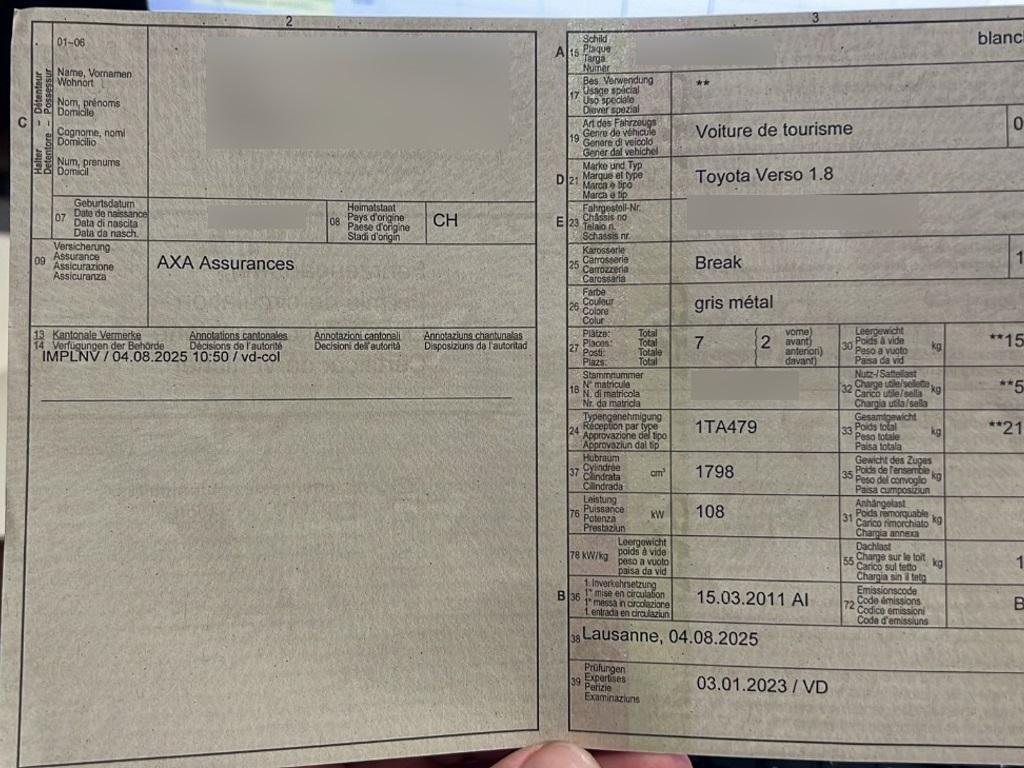 2
01-06
C
Halter - Détenteur
Detentore - Possessur
Name, Vornamen
Wohnort
Nom, prénoms
Domicile
Cognome, nomi
Domicilio
Num, prenums
Domicil
07
Geburtsdatum
Date de naissance
Data di nascita
Data da nasch.
08
Heimatstaat
Pays d'origine
Paese d'origine
Stadi d'origin
CH
09
Versicherung
Assurance
Assicurazione
Assicuranza
AXA Assurances
13 Kantonale Vermerke Annotations cantonales Annotazioni cantonali Annotaziuns chantunalas
14 Verfügungen der Behörde Décisions de l'autorité Decisioni dell'autorità Disposiziuns da l'autoritad
IMPLNV / 04.08.2025 10:50 / vd-col
3
A 15
Schild
Plaque
Targa
Numer
blanc
17
Bes. Verwendung
Usage spécial
Uso speciale
Diever spezial
**
19
Art des Fahrzeugs
Genre de véhicule
Genere di veicolo
Gener dal vehichel
Voiture de tourisme
0
D 21
Marke und Typ
Marque et type
Marca e tipo
Marca e tip
Toyota Verso 1.8
E 23
Fahrgestell-Nr.
Châssis no
Telaio n.
Schassis nr.
25
Karosserie
Carrosserie
Carrozzeria
Carossaria
Break
1
26
Farbe
Couleur
Colore
Colur
gris métal
27
Plätze: Total
Places: Total
Posti: Totale
Plazs: Total
7
2
vorne)
avant)
anteriori)
davant)
30
Leergewicht
Poids à vide
Peso a vuoto
Paisa da vid
kg
**15
18
Stammnummer
N° matricule
N. di matricola
Nr. da matricla
32
Nutz-/Sattellast
Charge utile/sellette
Carico utile/sella
Chargia utila/sella
kg
**5
24
Typengenehmigung
Réception par type
Approvazione del tipo
Approvaziun dal tip
1TA479
33
Gesamtgewicht
Poids total
Peso totale
Paisa totala
kg
**21
37
Hubraum
Cylindrée
Cilindrata
Cilindrada
cm³
1798
35
Gewicht des Zuges
Poids de l'ensemble
Peso del convoglio
Paisa cumposiziun
kg
76
Leistung
Puissance
Potenza
Prestaziun
kW
108
31
Anhängelast
Poids remorquable
Carico rimorchiato
Chargia annexa
kg
78 kW/kg
Leergewicht
poids à vide
peso a vuoto
paisa da vid
55
Dachlast
Charge sur le toit
Carico sul tetto
Chargia sin il tetg
kg
1
B 36
1. Inverkehrsetzung
1re mise en circulation
1a messa in circolazione
1. entrada en circulaziun
15.03.2011 AI
72
Emissionscode
Code émissions
Codice emissioni
Code d'emissiuns
B
38 Lausanne, 04.08.2025
39
Prüfungen
Expertises
Perizie
Examinaziuns
03.01.2023 / VD